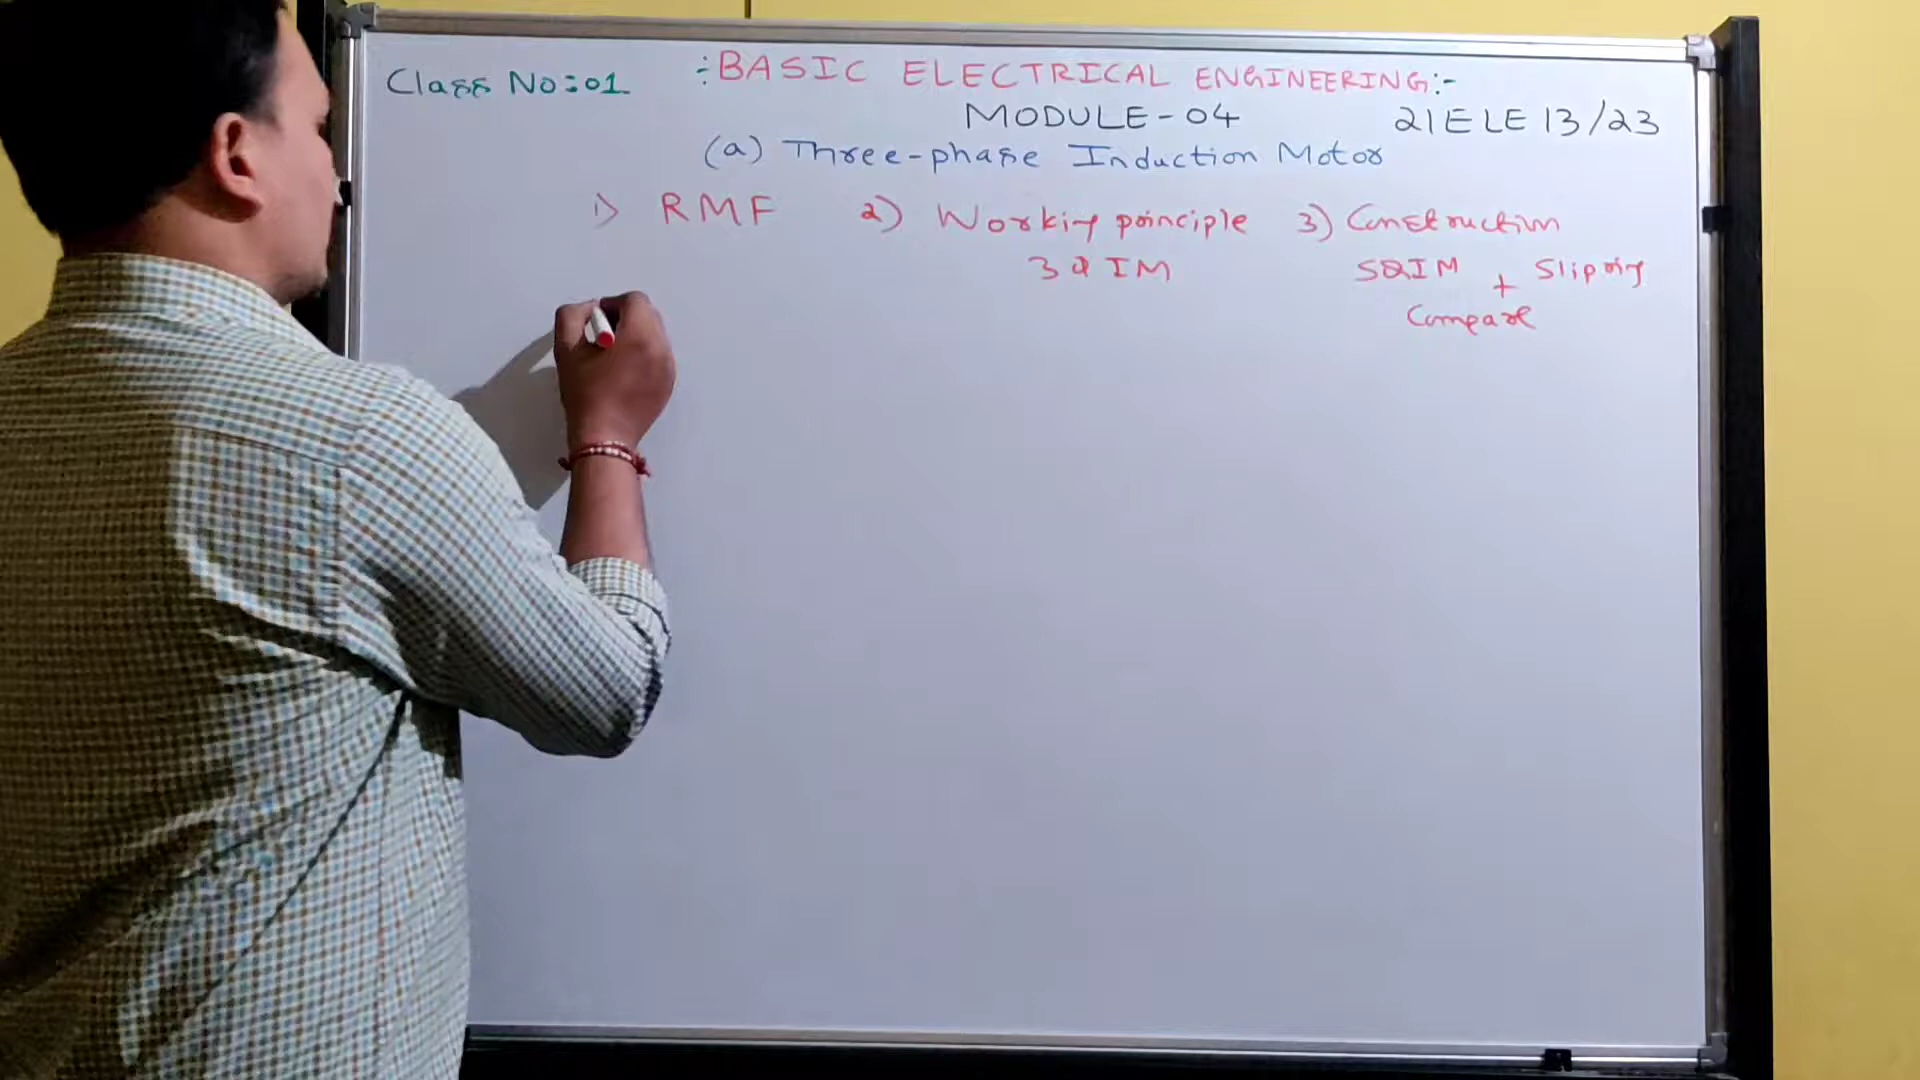 Class No:01 :BASIC ELECTRICAL ENGINEERING:-
MODULE-04 21ELE13/23
(a) Three-phase Induction Motor
1) RMF 2) Working principle 3) Construction
3Φ IM SQIM + Slipring
Compare